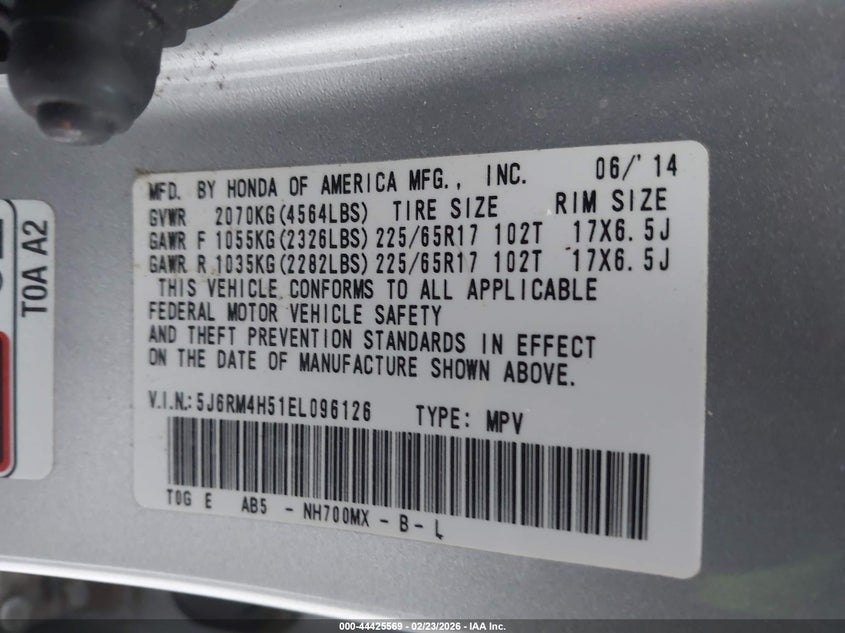 MFD. BY HONDA OF AMERICA MFG., INC. 06/'14
GVWR 2070KG(4564LBS) TIRE SIZE RIM SIZE
GAWR F 1055KG(2326LBS) 225/65R17 102T 17X6.5J
GAWR R 1035KG(2282LBS) 225/65R17 102T 17X6.5J
THIS VEHICLE CONFORMS TO ALL APPLICABLE
FEDERAL MOTOR VEHICLE SAFETY
AND THEFT PREVENTION STANDARDS IN EFFECT
ON THE DATE OF MANUFACTURE SHOWN ABOVE.
V.I.N.: 5J6RM4H51EL096126 TYPE: MPV
T0G E AB5 - NH700MX - B - L
T0A A2
000-44425569 - 02/23/2026 - IAA Inc.